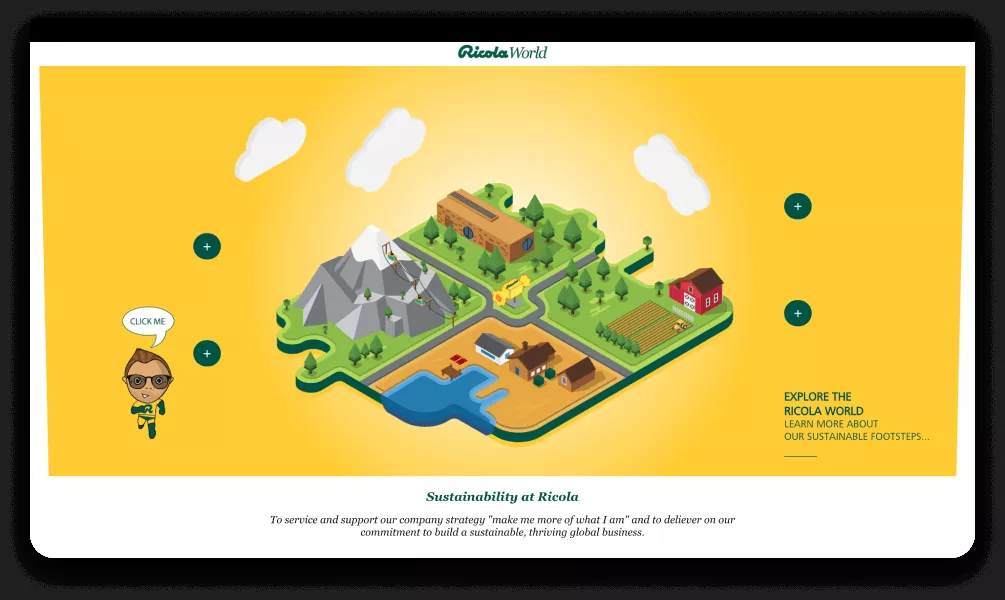 Ricola World
CLICK ME
EXPLORE THE
RICOLA WORLD
LEARN MORE ABOUT
OUR SUSTAINABLE FOOTSTEPS...
Sustainability at Ricola
To service and support our company strategy "make me more of what I am" and to deliever on our
commitment to build a sustainable, thriving global business.